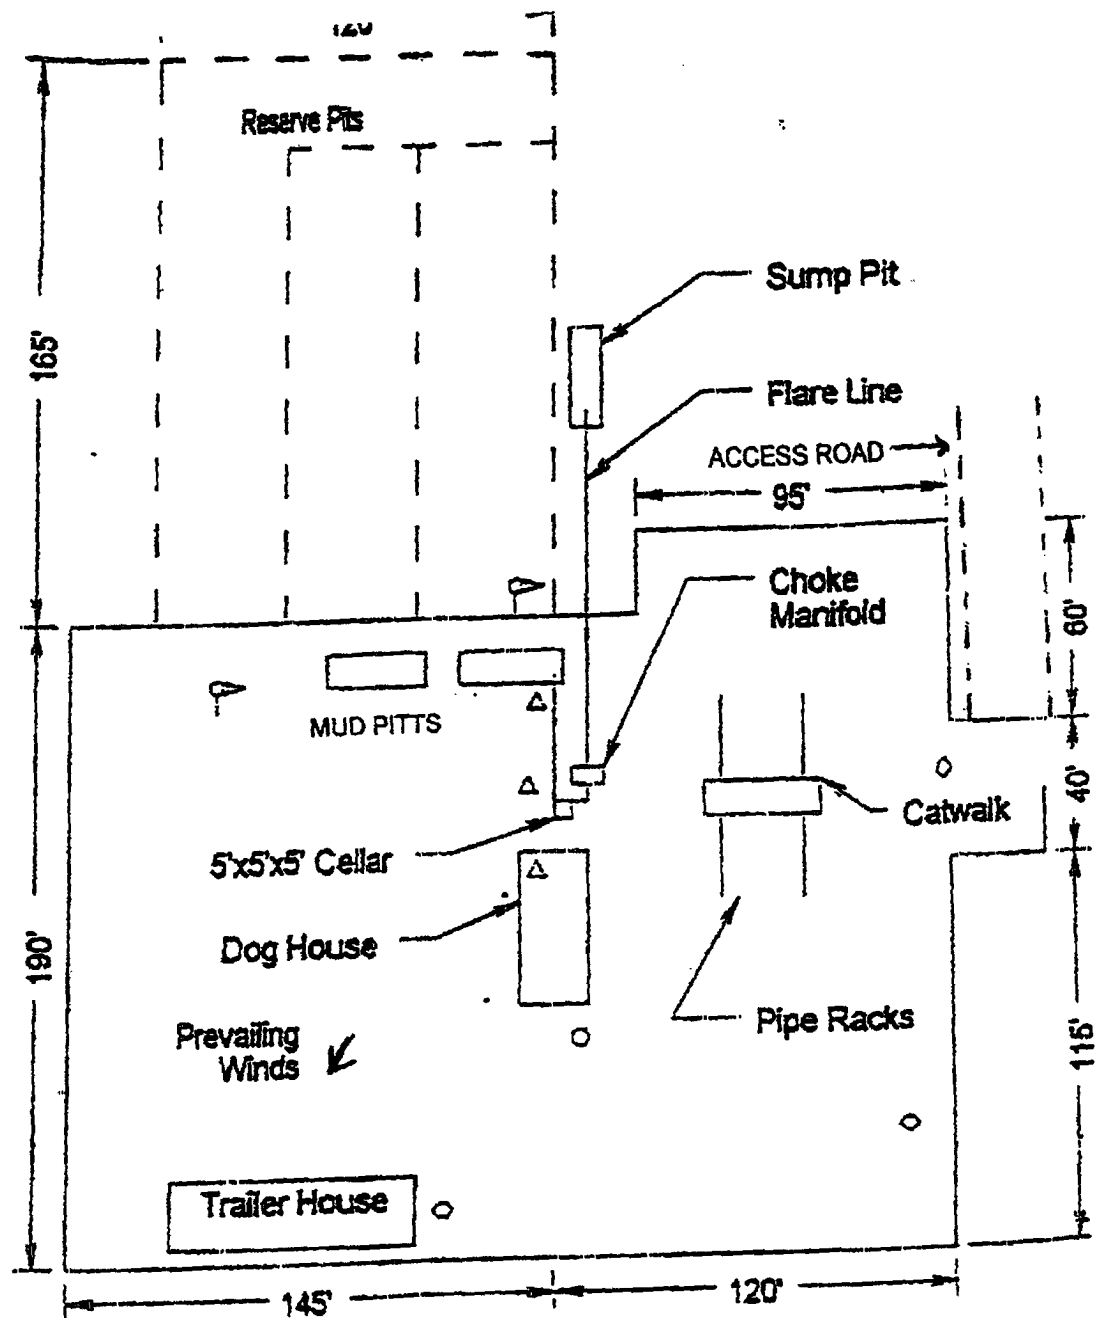 120'
Reserve Pits
165'
Sump Pit
Flare Line
ACCESS ROAD
95'
Choke
Manifold
60'
MUD PITTS
40'
Catwalk
5'x5'x5' Cellar
Dog House
190'
Pipe Racks
Prevailing
Winds
115'
Trailer House
145'
120'